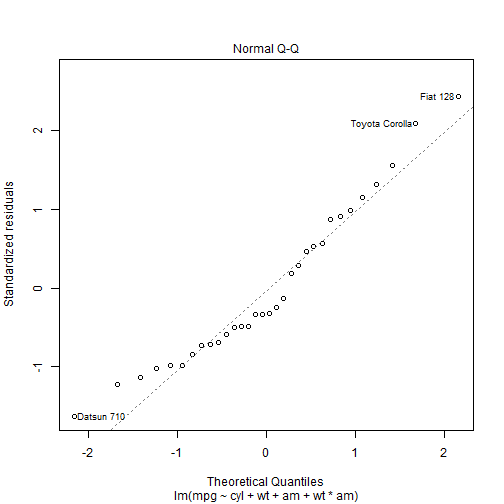 Normal Q-Q
Fiat 128
Toyota Corolla
Datsun 710
Standardized residuals
2
1
0
-1
-2
-1
0
1
2
Theoretical Quantiles
lm(mpg ~ cyl + wt + am + wt * am)